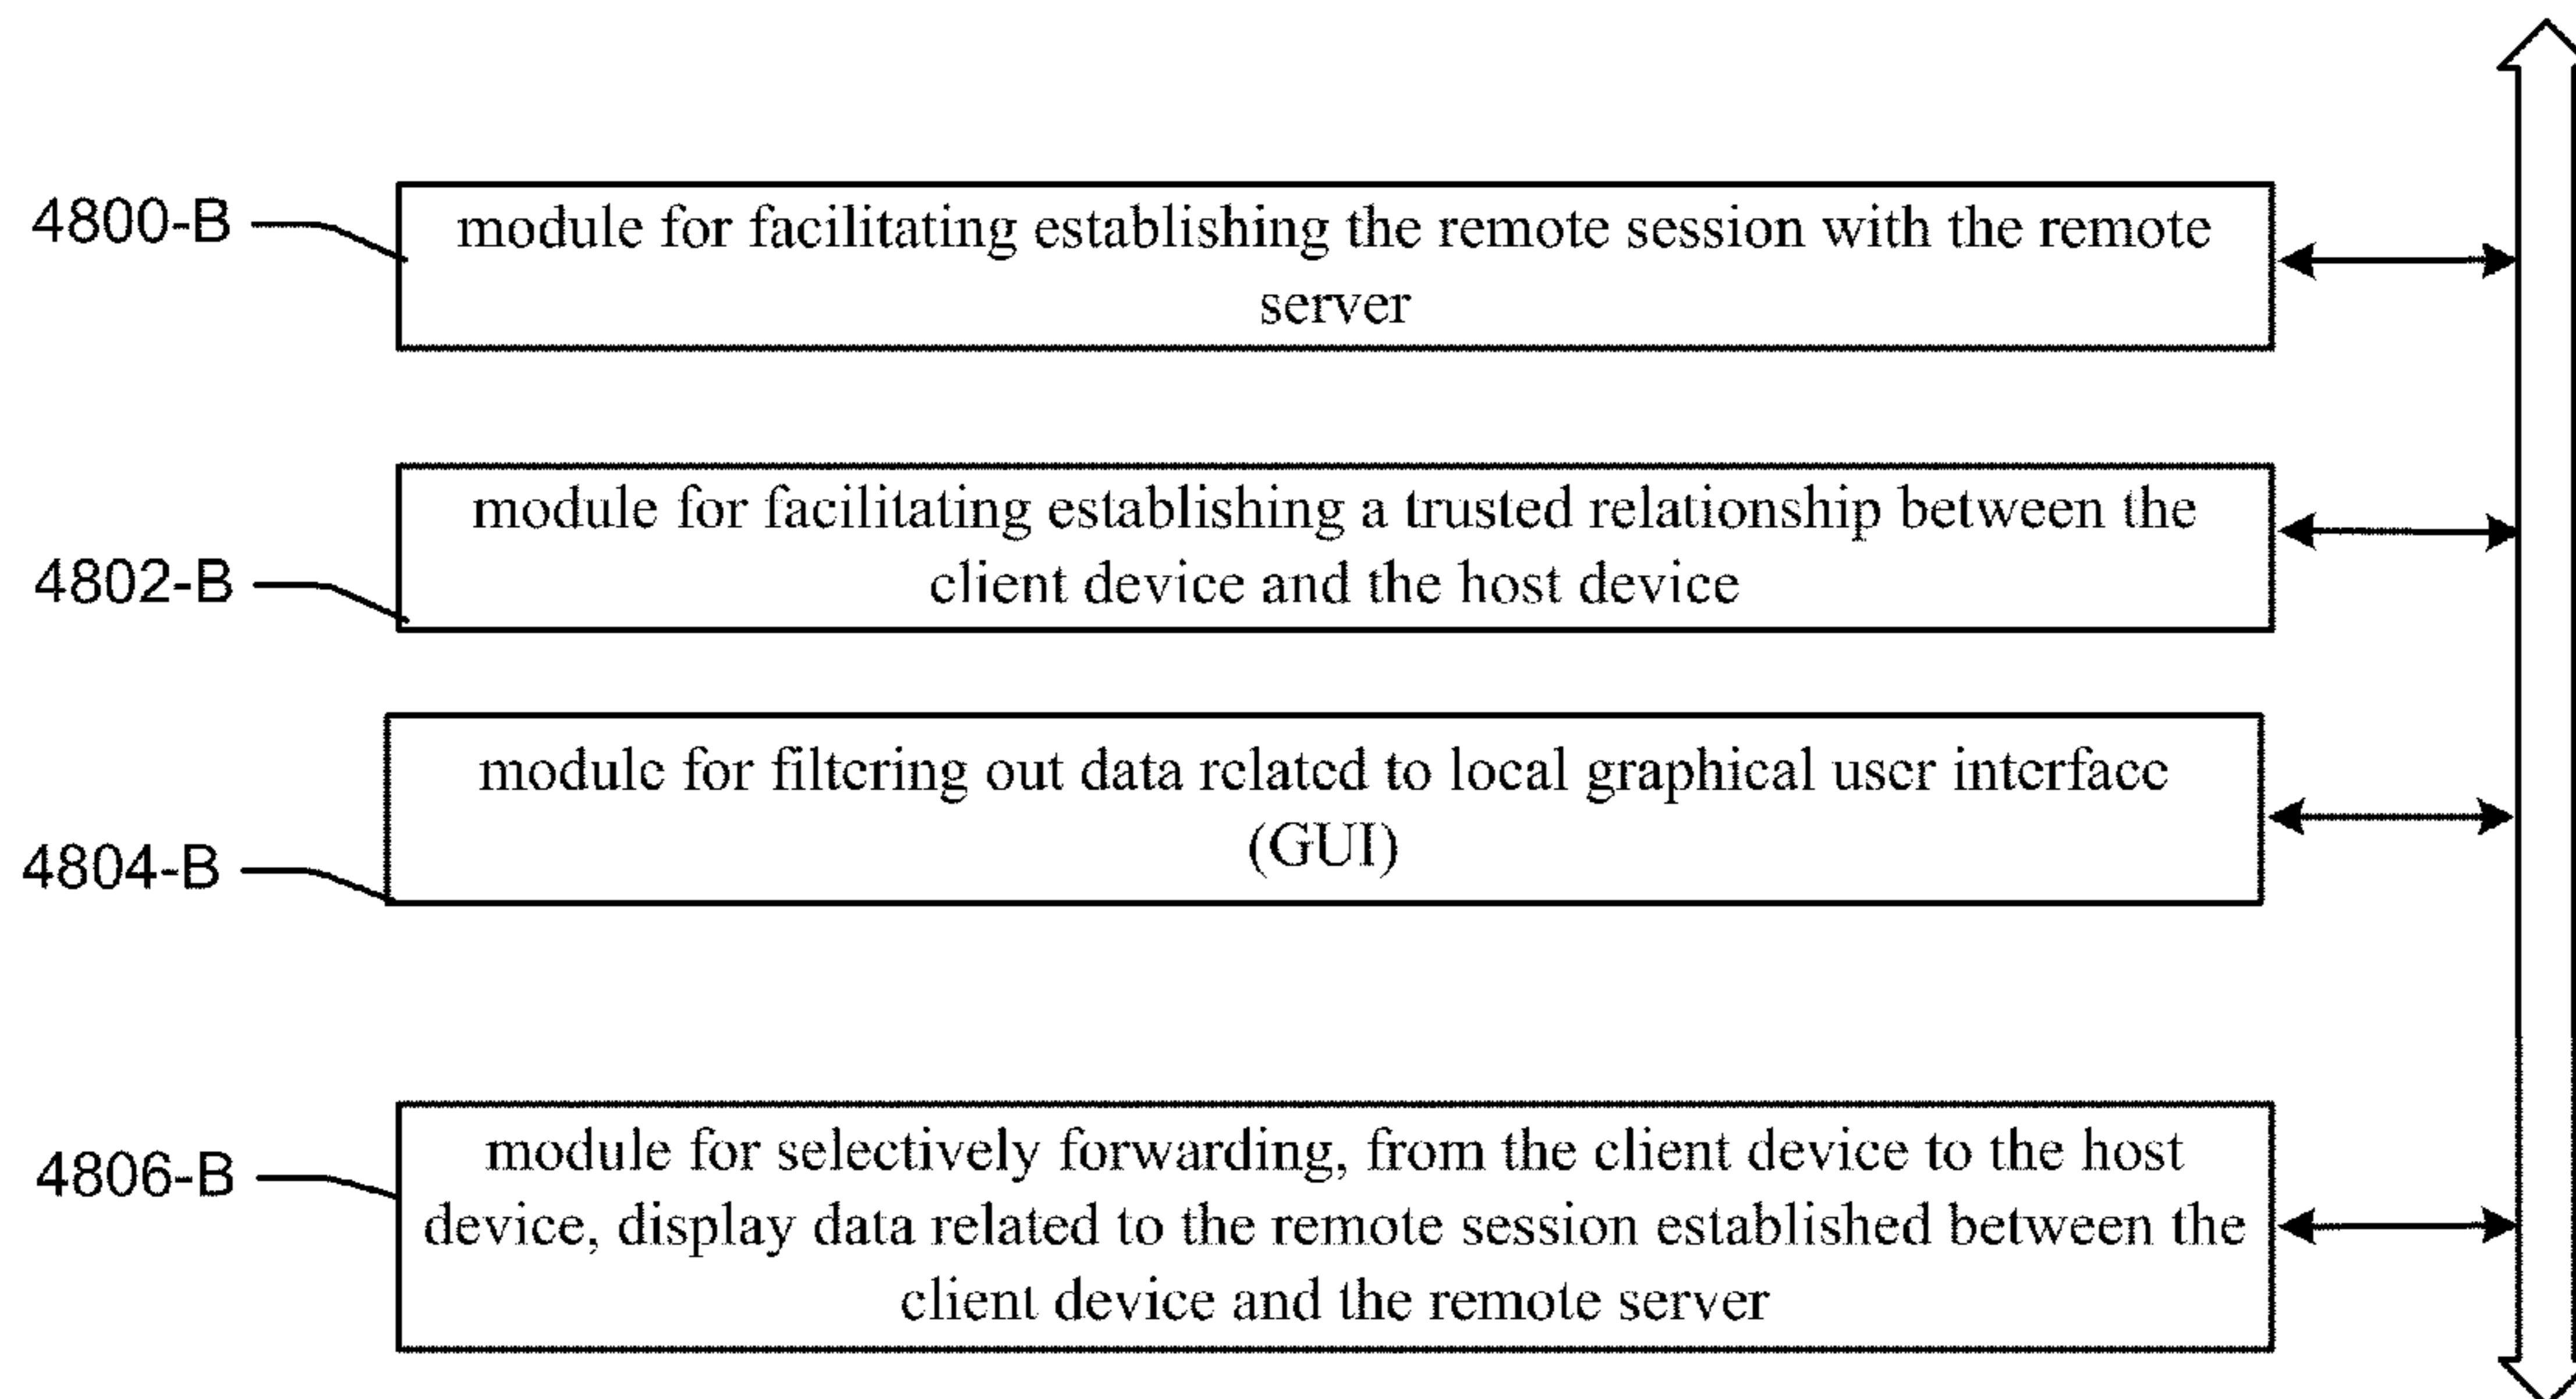 4800-B
module for facilitating establishing the remote session with the remote
server
module for facilitating establishing a trusted relationship between the
client device and the host device
4802-B
module for filtering out data related to local graphical user interface
(GUI)
4804-B
4806-B
module for selectively forwarding, from the client device to the host
device, display data related to the remote session established between the
client device and the remote server